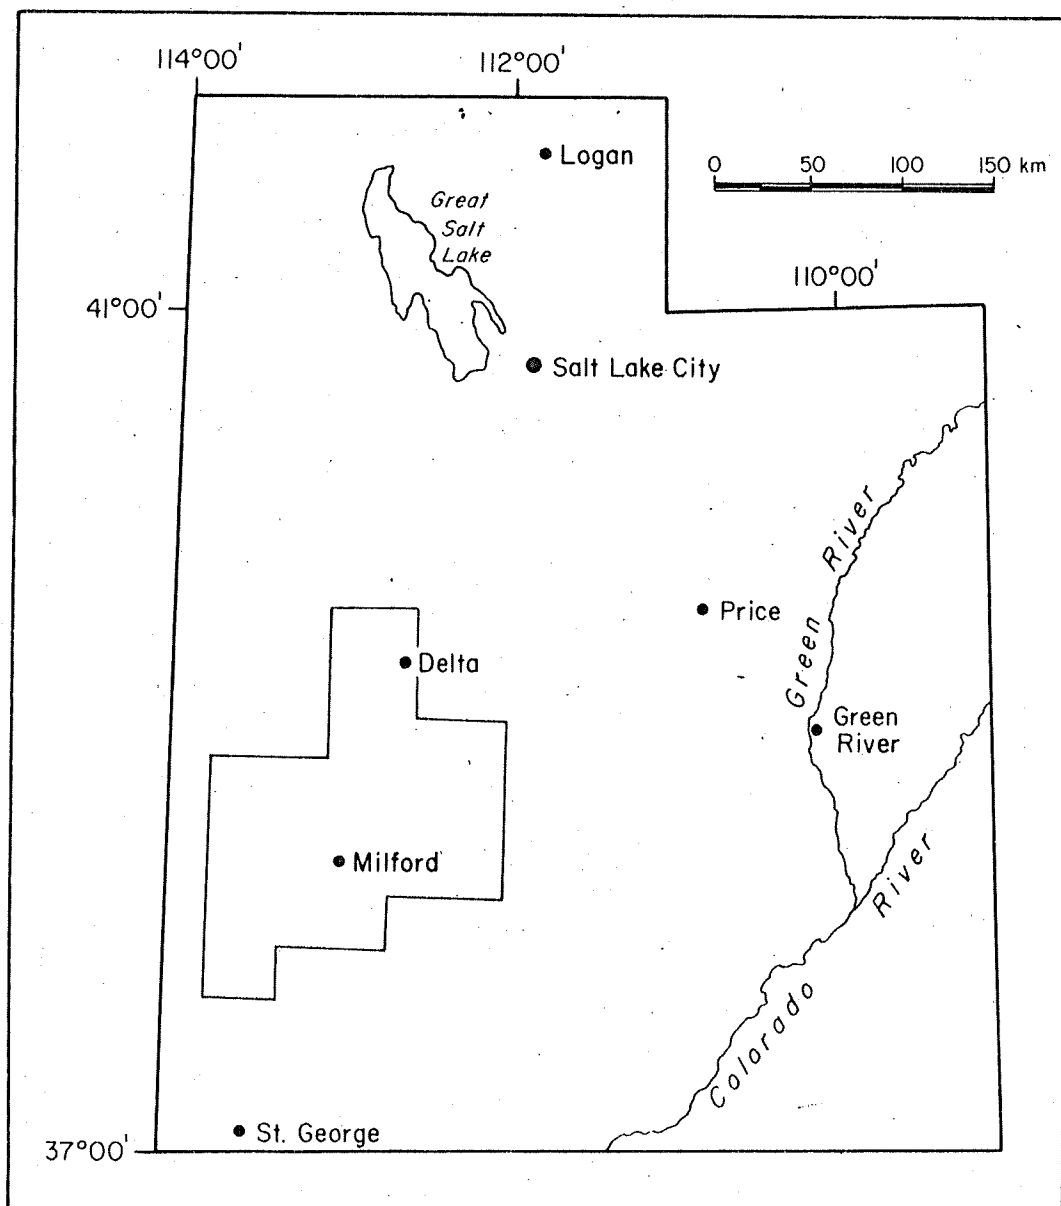 114°00'
112°00'
Logan
0 50 100 150 km
Great
Salt
Lake
110°00'
41°00'
Salt Lake City
Green River
Price
Delta
Green
River
Milford
Colorado River
St. George
37°00'